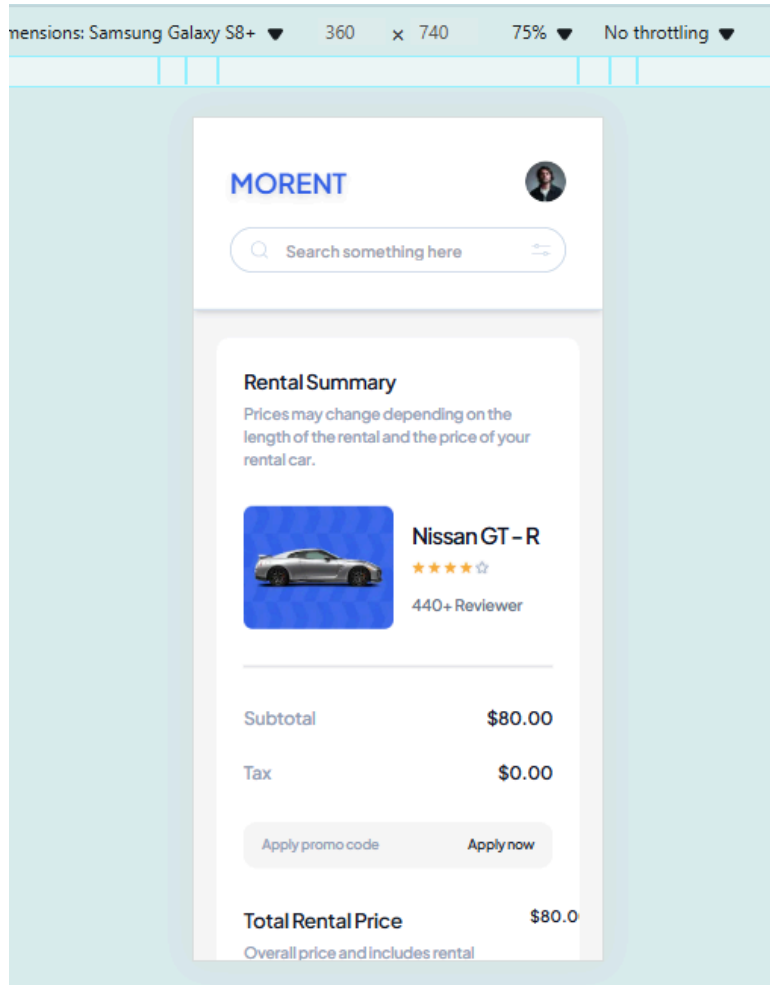 mensions: Samsung Galaxy S8+ 360 x 740 75% No throttling
MORENT
Search something here
Rental Summary
Prices may change depending on the
length of the rental and the price of your
rental car.
Nissan GT – R
440+ Reviewer
Subtotal $80.00
Tax $0.00
Apply promo code Apply now
Total Rental Price $80.0
Overall price and includes rental